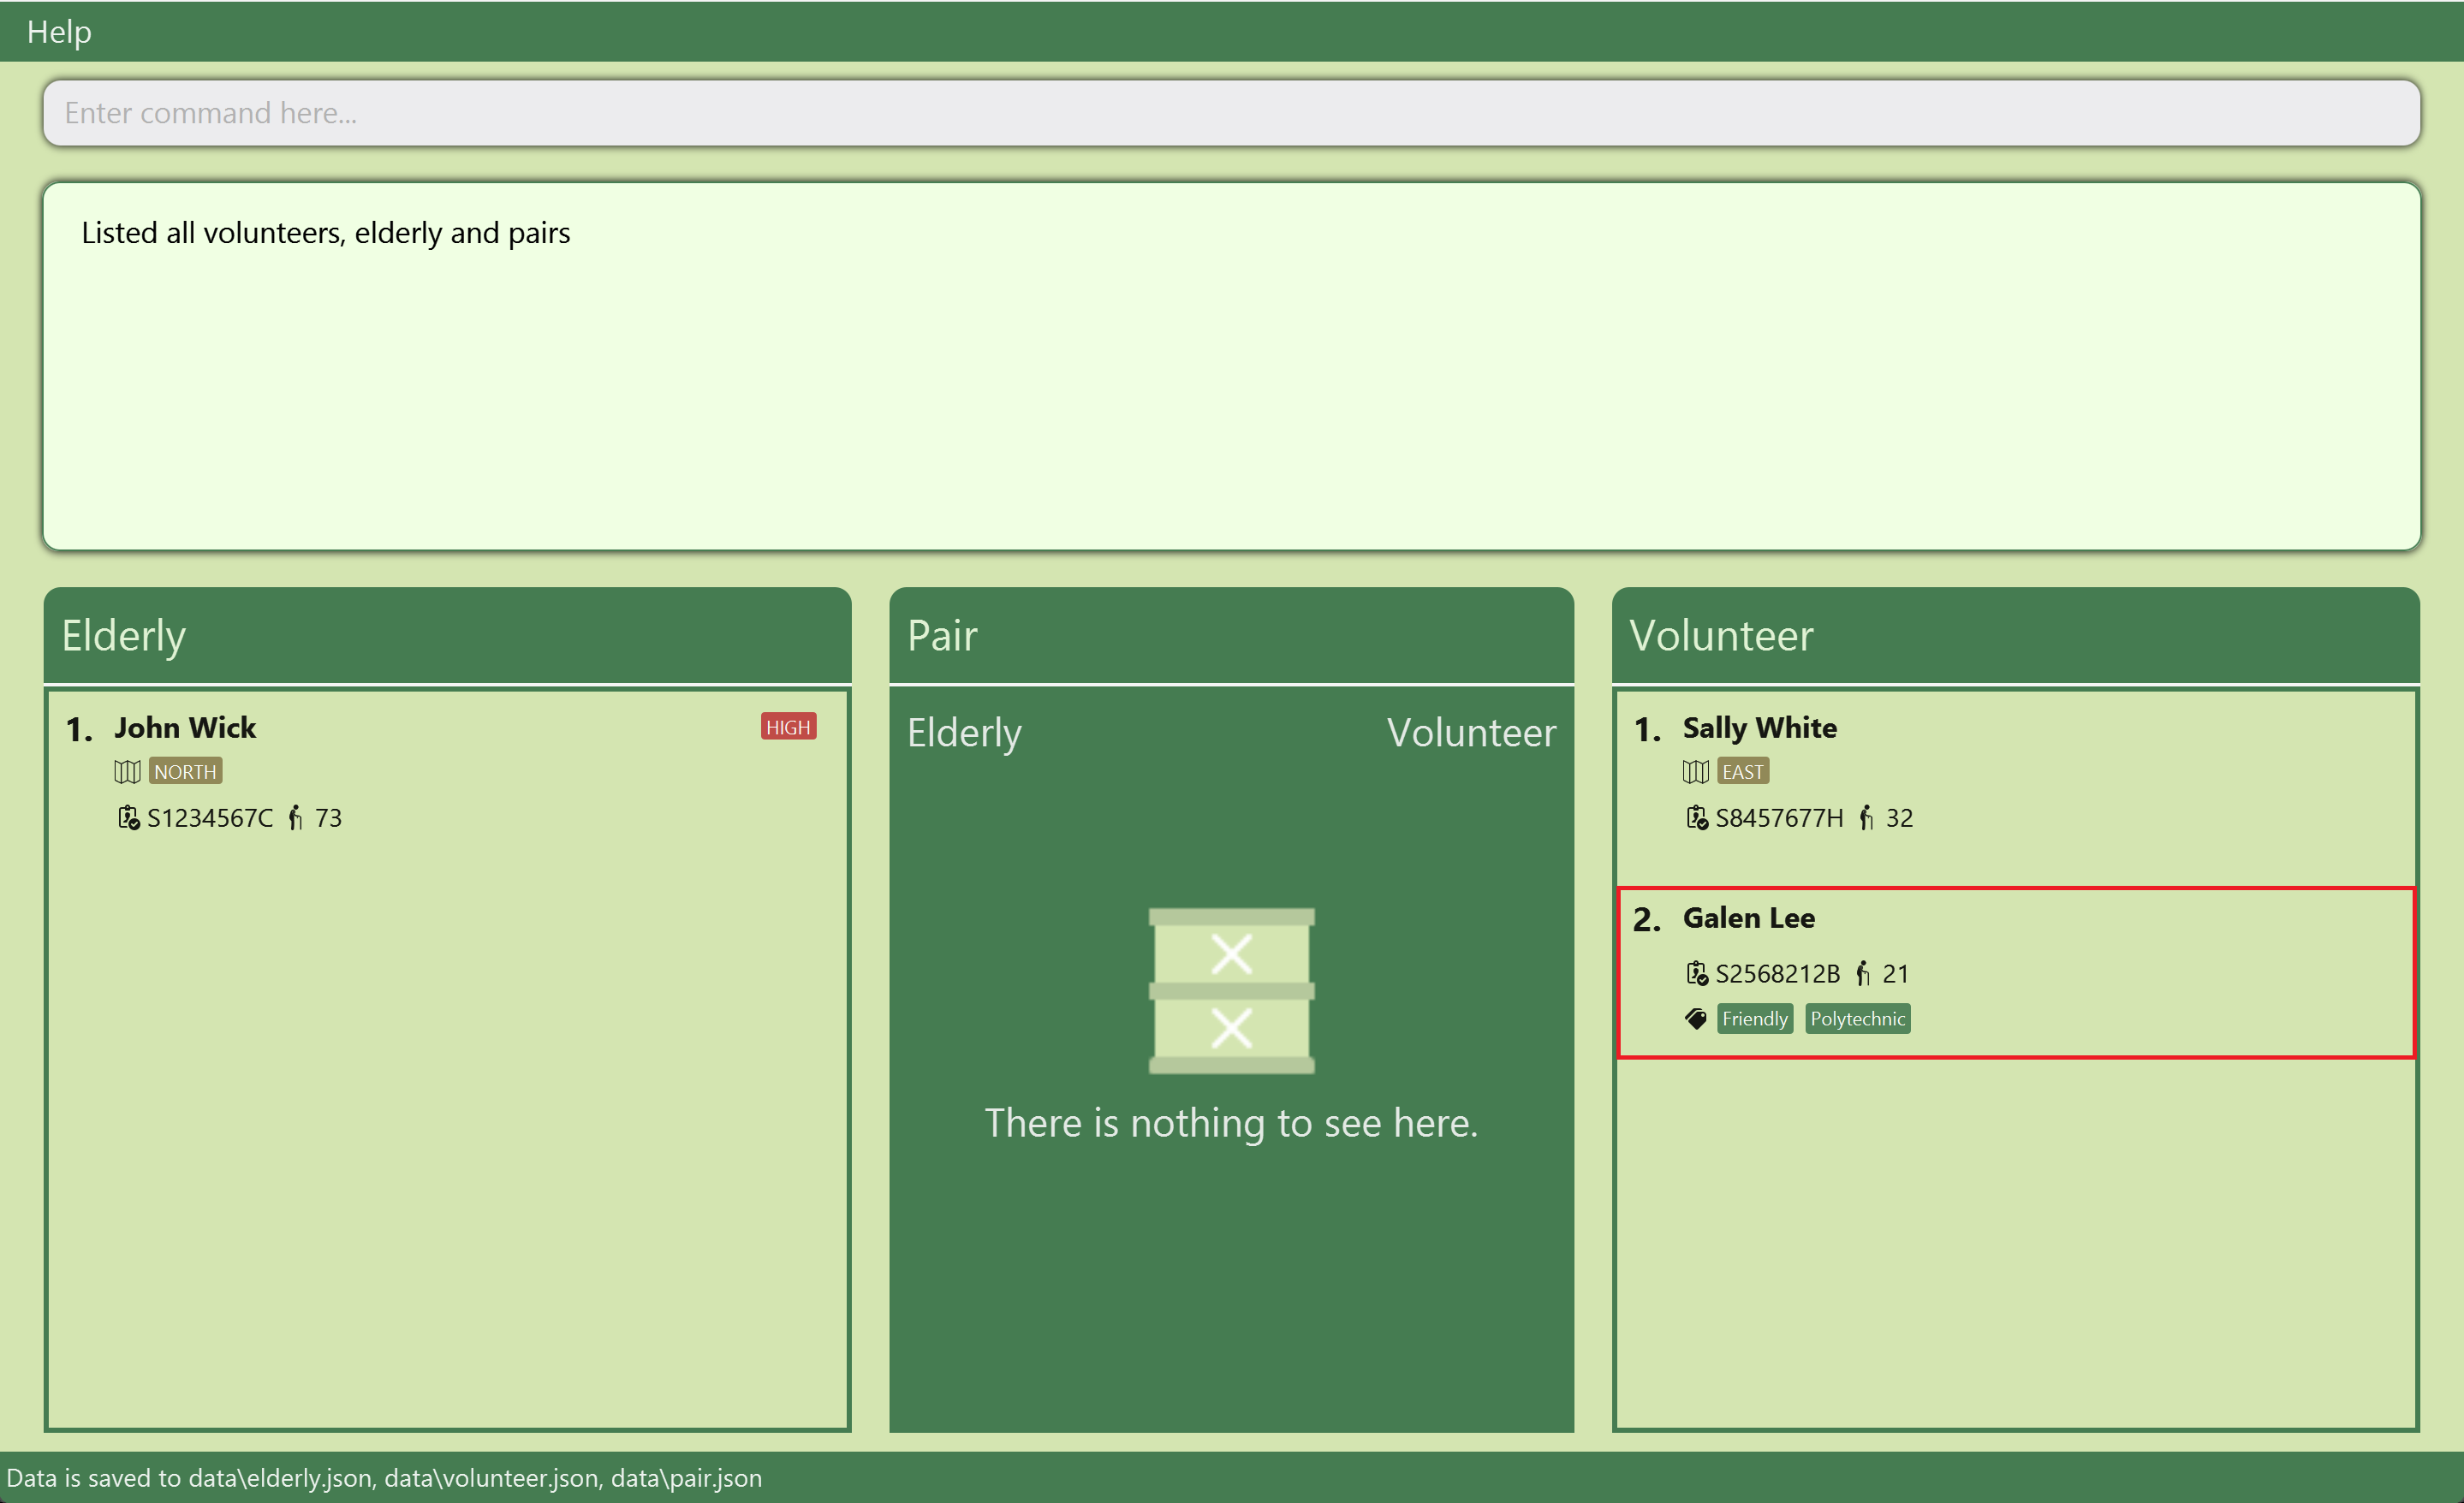 Help
Enter command here...
Listed all volunteers, elderly and pairs
Elderly
1. John Wick HIGH
NORTH
S1234567C 73
Pair
Elderly Volunteer
There is nothing to see here.
Volunteer
1. Sally White
EAST
S8457677H 32
2. Galen Lee
S2568212B 21
Friendly Polytechnic
Data is saved to data\elderly.json, data\volunteer.json, data\pair.json